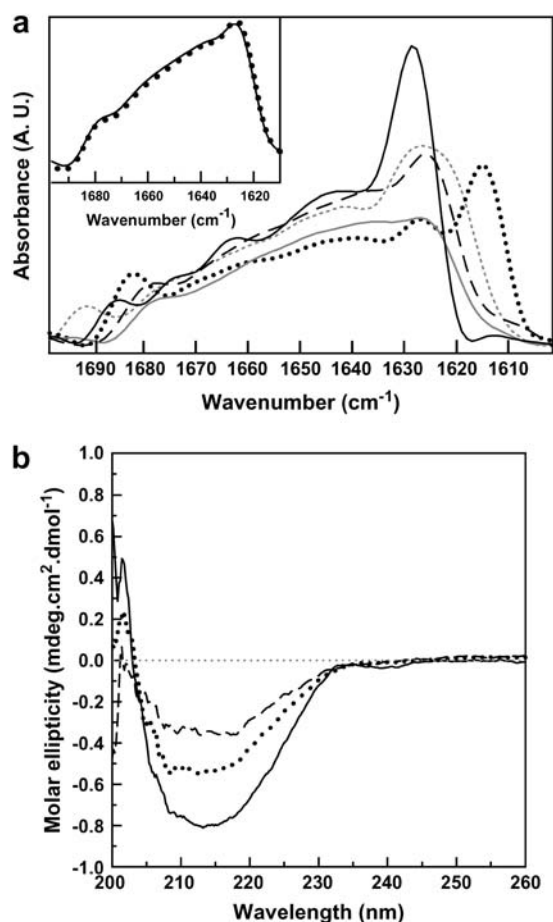 a
1680 1660 1640 1620
Wavenumber (cm⁻¹)
Absorbance (A. U.)
1690 1680 1670 1660 1650 1640 1630 1620 1610
Wavenumber (cm⁻¹)
b
Molar ellipticity (mdeg.cm².dmol⁻¹)
1.0
0.8
0.6
0.4
0.2
0.0
-0.2
-0.4
-0.6
-0.8
-1.0
200 210 220 230 240 250 260
Wavelength (nm)